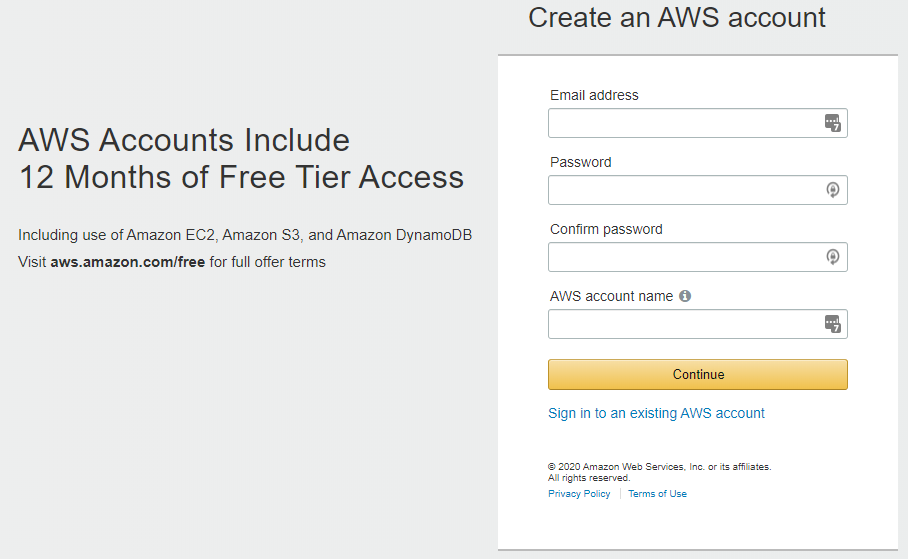 Create an AWS account
AWS Accounts Include
12 Months of Free Tier Access
Including use of Amazon EC2, Amazon S3, and Amazon DynamoDB
Visit aws.amazon.com/free for full offer terms
Email address
7
Password
Confirm password
AWS account name i
7
Continue
Sign in to an existing AWS account
© 2020 Amazon Web Services, Inc. or its affiliates.
All rights reserved.
Privacy Policy | Terms of Use